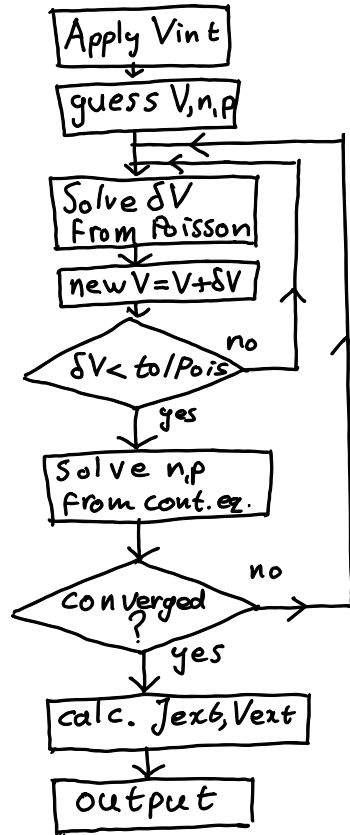 Apply Vint
guess V,n,p
Solve δV
From Poisson
new V=V+δV
δV< tolPois
no
yes
Solve n,p
from cont.eq.
converged
?
no
yes
calc. Jext,Vext
output